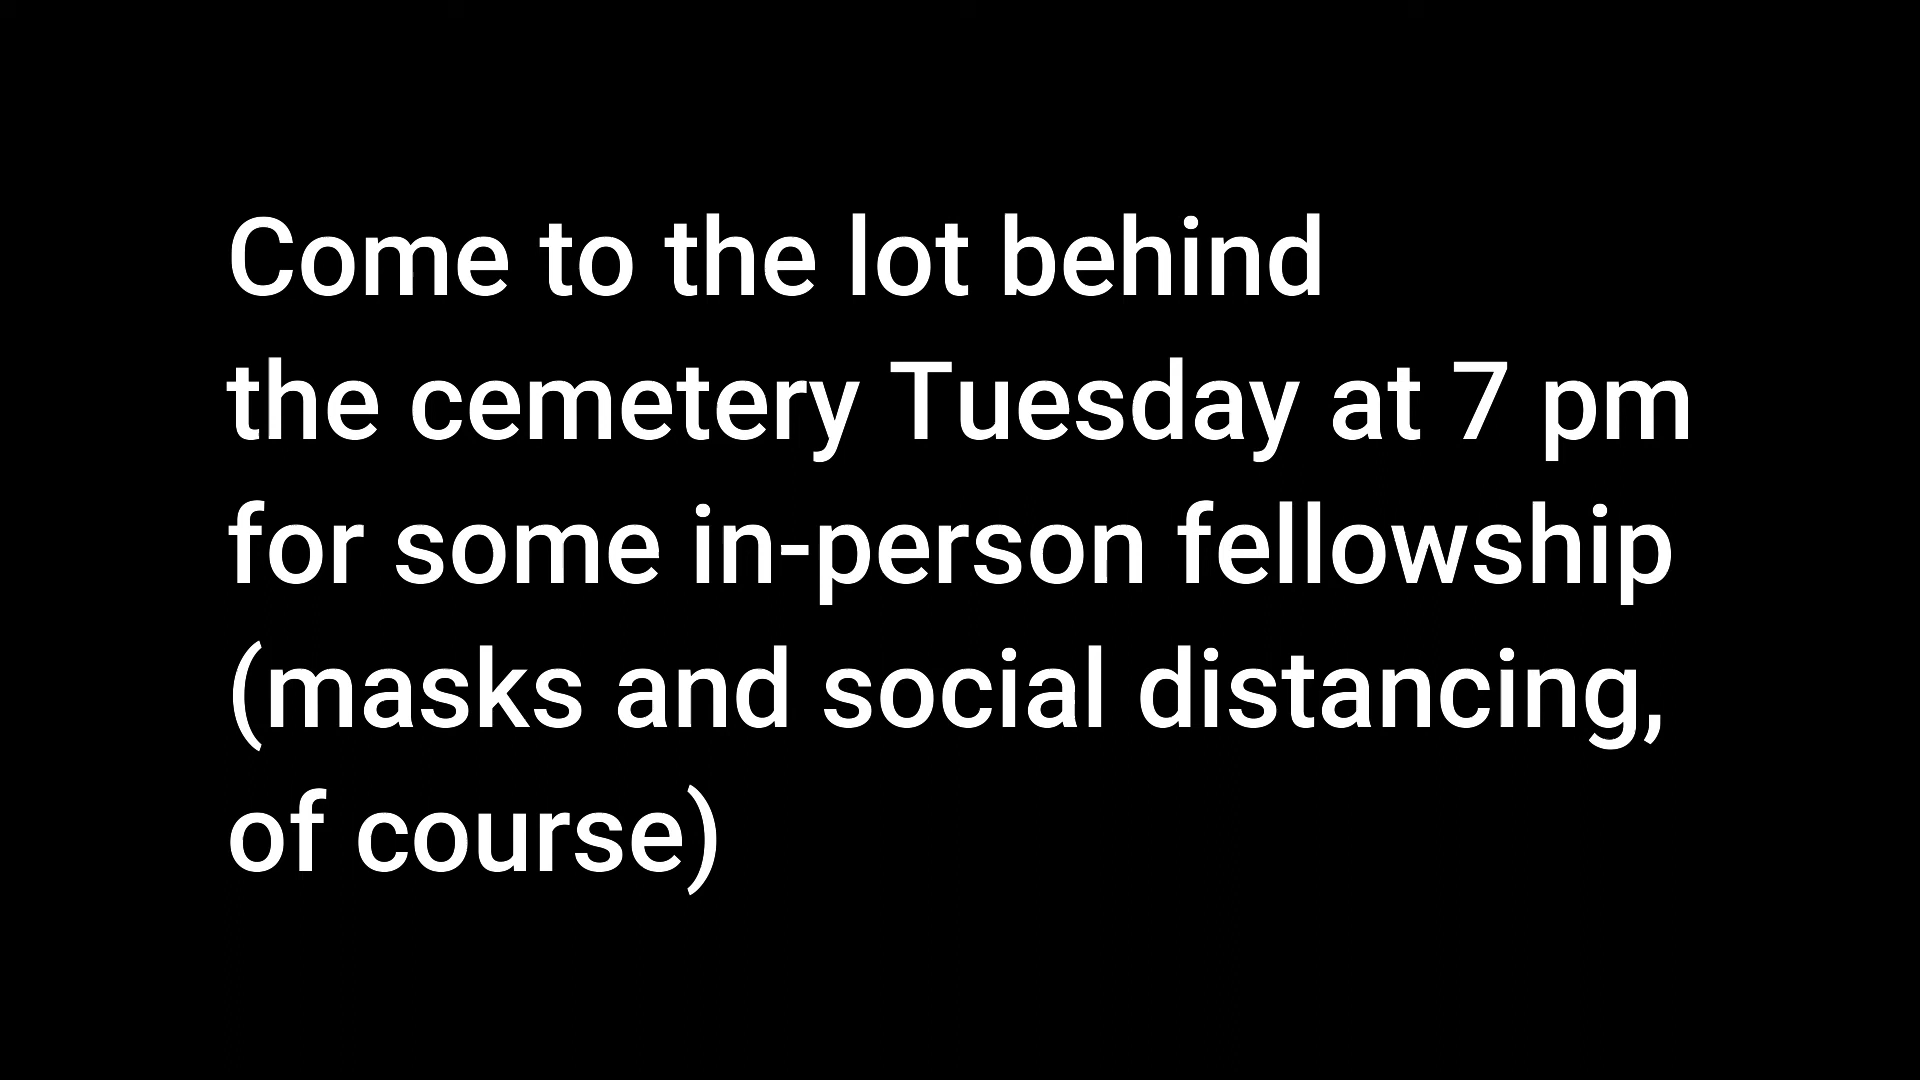 Come to the lot behind
the cemetery Tuesday at 7 pm
for some in-person fellowship
(masks and social distancing,
of course)